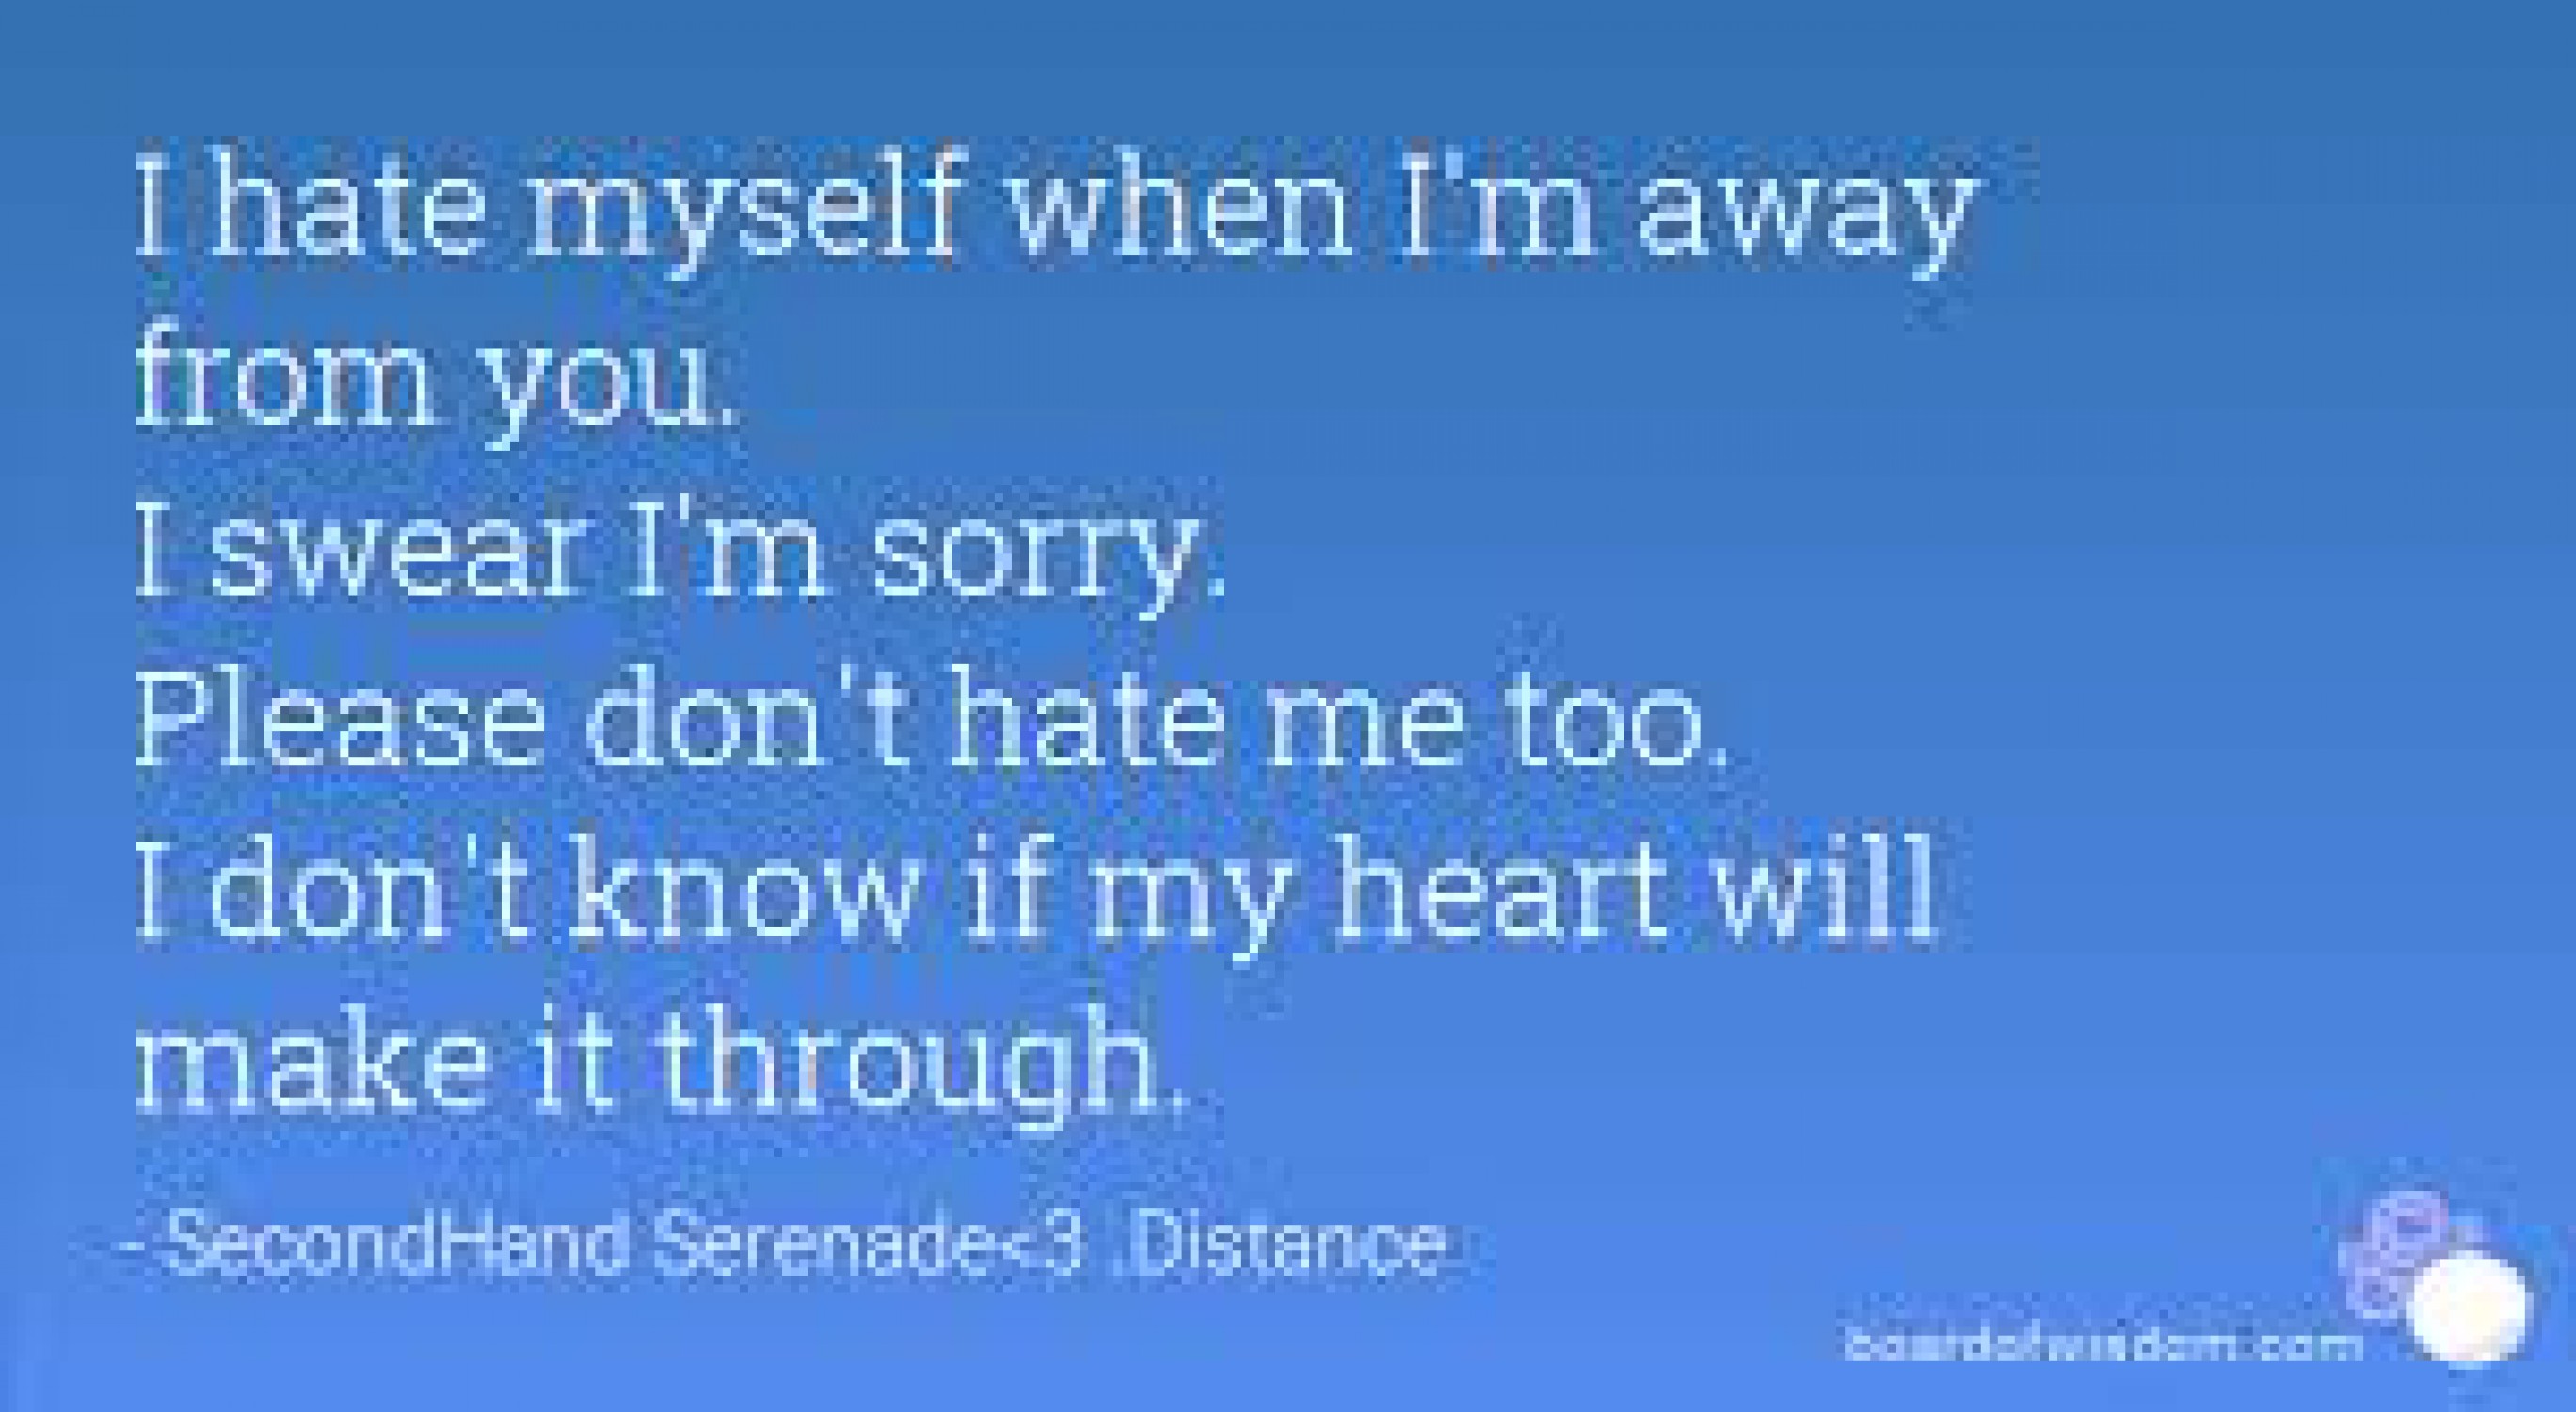 I hate myself when I'm away
from you.
I swear I'm sorry.
Please don't hate me too.
I don't know if my heart will
make it through.
- SecondHand Serenade<3 .Distance
boardofwisdom.com